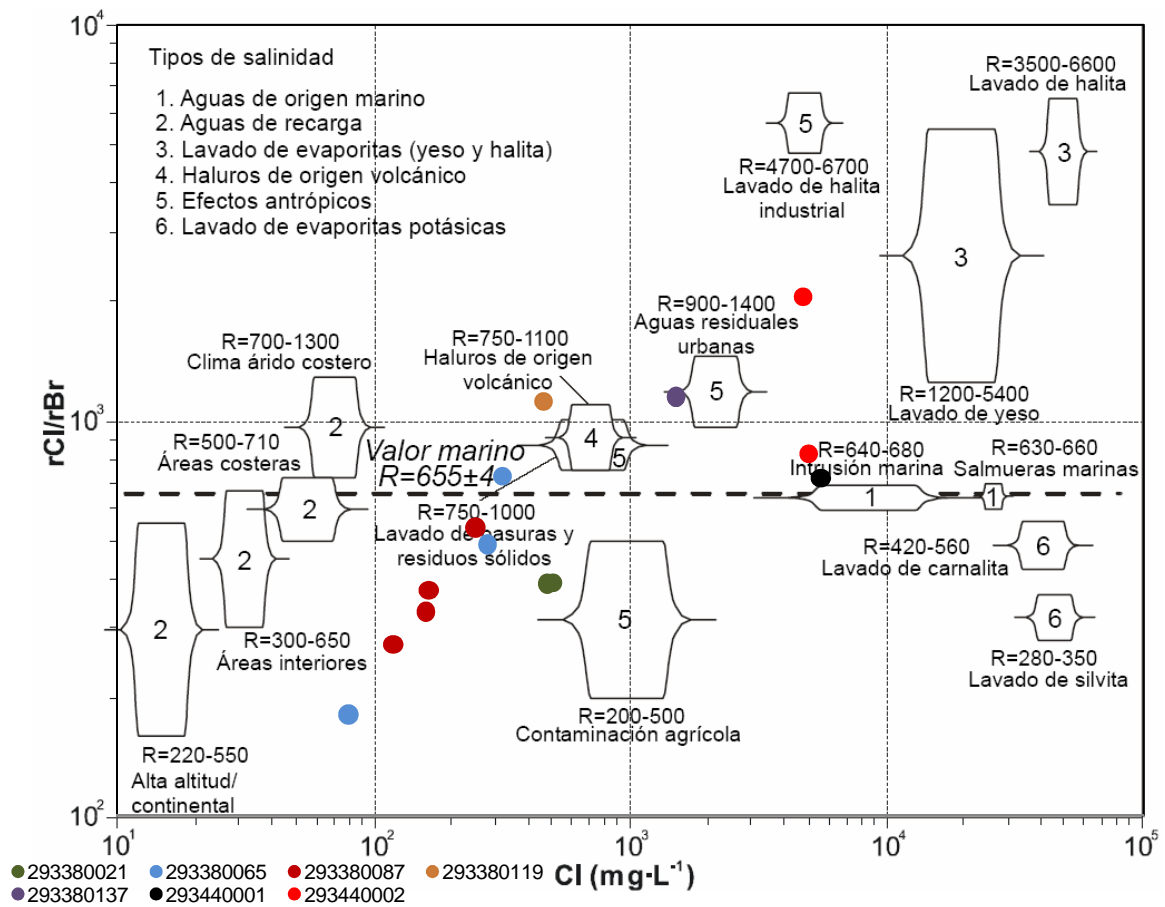 10⁴
Tipos de salinidad
1. Aguas de origen marino
2. Aguas de recarga
3. Lavado de evaporitas (yeso y halita)
4. Haluros de origen volcánico
5. Efectos antrópicos
6. Lavado de evaporitas potásicas
R=3500-6600
Lavado de halita
3
5
R=4700-6700
Lavado de halita
industrial
3
R=1200-5400
Lavado de yeso
R=900-1400
Aguas residuales
urbanas
5
R=750-1100
Haluros de origen
volcánico
4
5
R=700-1300
Clima árido costero
2
10³
rCl/rBr
R=500-710
Áreas costeras
2
Valor marino
R=655±4
R=640-680
Intrusión marina
1
R=630-660
Salmueras marinas
1
R=750-1000
Lavado de basuras y
residuos sólidos
2
R=300-650
Áreas interiores
R=420-560
Lavado de carnalita
6
6
R=280-350
Lavado de silvita
5
R=200-500
Contaminación agrícola
2
R=220-550
Alta altitud/
continental
10²
10¹
10²
10³
10⁴
10⁵
Cl (mg·L⁻¹)
293380021
293380065
293380087
293380119
293380137
293440001
293440002